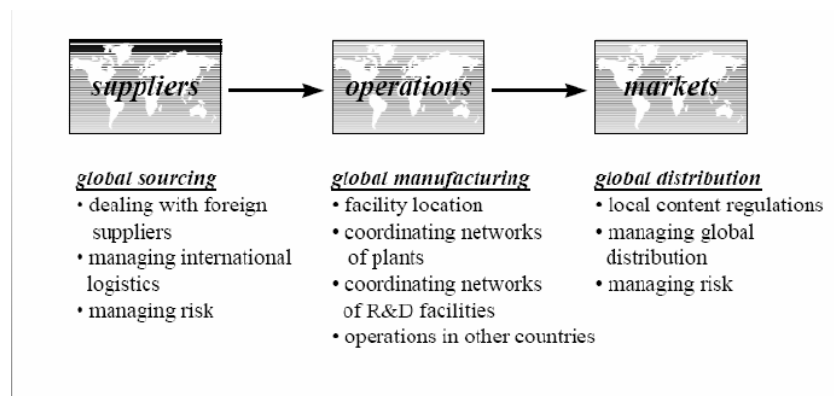 suppliers
operations
markets
global sourcing
• dealing with foreign
suppliers
• managing international
logistics
• managing risk
global manufacturing
• facility location
• coordinating networks
of plants
• coordinating networks
of R&D facilities
• operations in other countries
global distribution
• local content regulations
• managing global
distribution
• managing risk